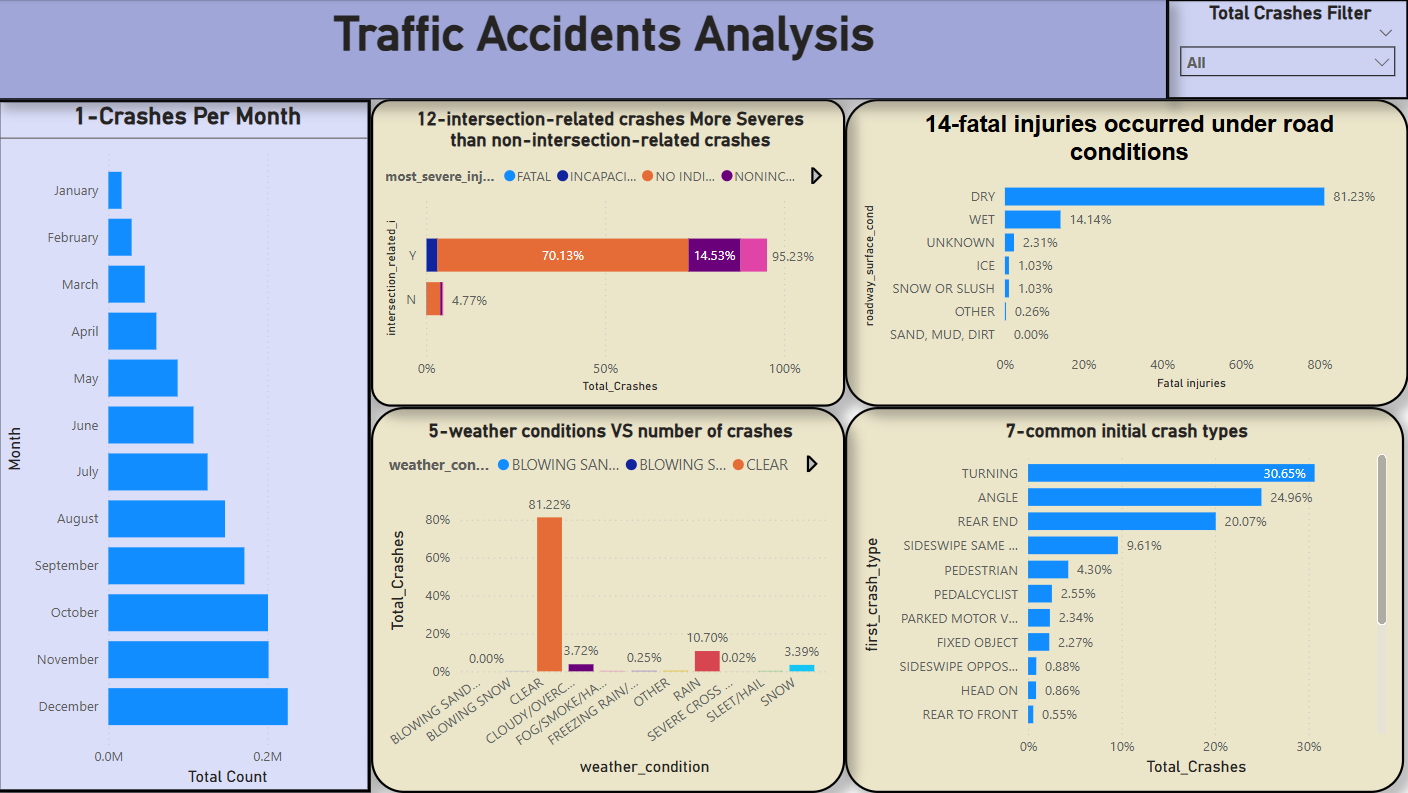 Traffic Accidents Analysis
Total Crashes Filter
All
1-Crashes Per Month
January
February
March
April
May
June
July
August
September
October
November
December
Month
0.0M 0.2M
Total Count
12-intersection-related crashes More Severes
than non-intersection-related crashes
most_severe_inj... FATAL INCAPACI... NO INDI... NONINC...
intersection_related_i
Y 70.13% 14.53% 95.23%
N 4.77%
0% 50% 100%
Total_Crashes
14-fatal injuries occurred under road
conditions
roadway_surface_cond
DRY 81.23%
WET 14.14%
UNKNOWN 2.31%
ICE 1.03%
SNOW OR SLUSH 1.03%
OTHER 0.26%
SAND, MUD, DIRT 0.00%
0% 20% 40% 60% 80%
Fatal injuries
5-weather conditions VS number of crashes
weather_con... BLOWING SAN... BLOWING S... CLEAR
Total_Crashes
80%
60%
40%
20%
0%
0.00% 81.22% 3.72% 0.25% 10.70% 0.02% 3.39%
BLOWING SAND...
BLOWING SNOW
CLEAR
CLOUDY/OVERC...
FOG/SMOKE/HA...
FREEZING RAIN/...
OTHER
RAIN
SEVERE CROSS ...
SLEET/HAIL
SNOW
weather_condition
7-common initial crash types
first_crash_type
TURNING 30.65%
ANGLE 24.96%
REAR END 20.07%
SIDESWIPE SAME ... 9.61%
PEDESTRIAN 4.30%
PEDALCYCLIST 2.55%
PARKED MOTOR V... 2.34%
FIXED OBJECT 2.27%
SIDESWIPE OPPOS... 0.88%
HEAD ON 0.86%
REAR TO FRONT 0.55%
0% 10% 20% 30%
Total_Crashes